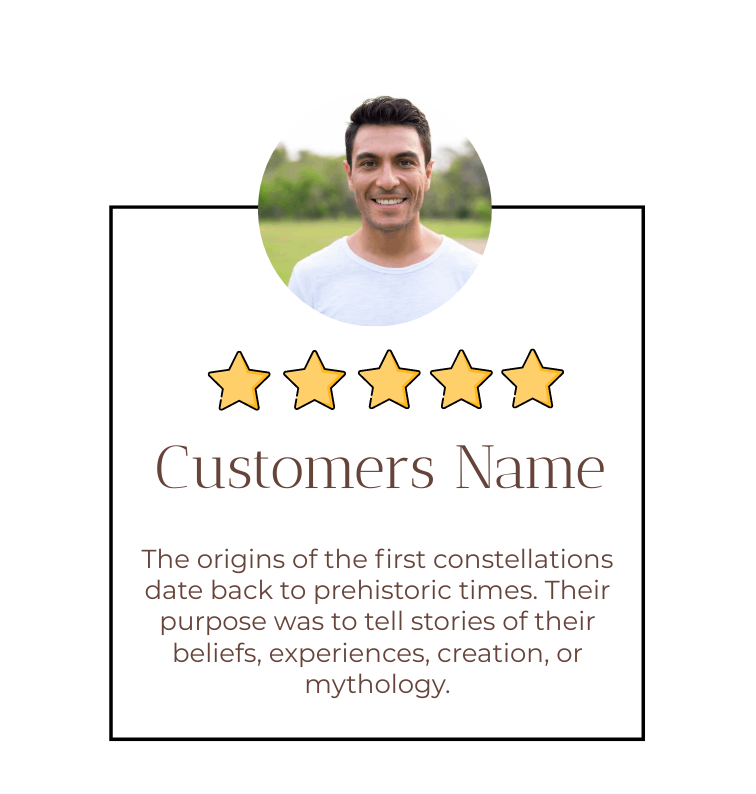 Customers Name
The origins of the first constellations
date back to prehistoric times. Their
purpose was to tell stories of their
beliefs, experiences, creation, or
mythology.